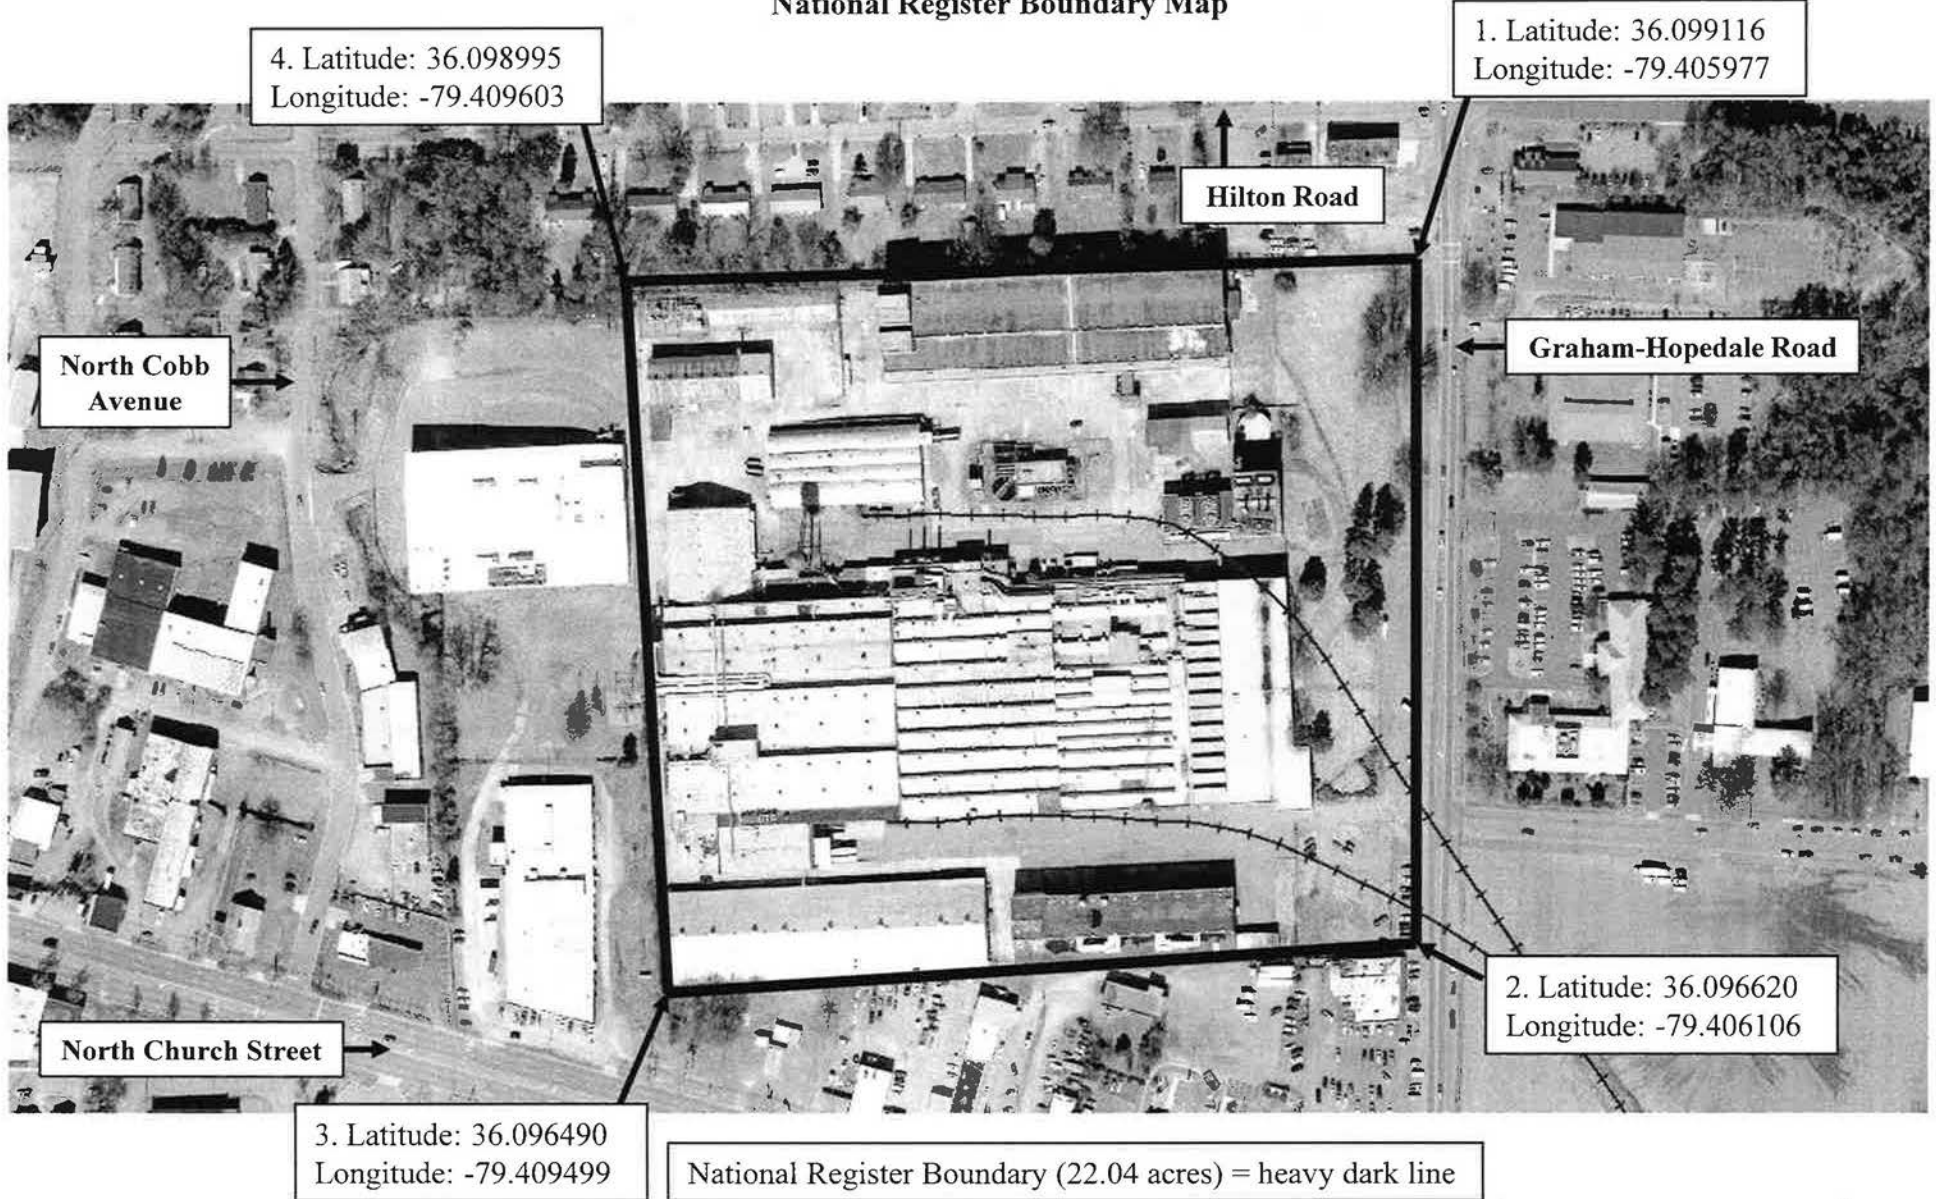 National Register Boundary Map
4. Latitude: 36.098995
Longitude: -79.409603
1. Latitude: 36.099116
Longitude: -79.405977
Hilton Road
North Cobb
Avenue
Graham-Hopedale Road
2. Latitude: 36.096620
Longitude: -79.406106
North Church Street
3. Latitude: 36.096490
Longitude: -79.409499
National Register Boundary (22.04 acres) = heavy dark line